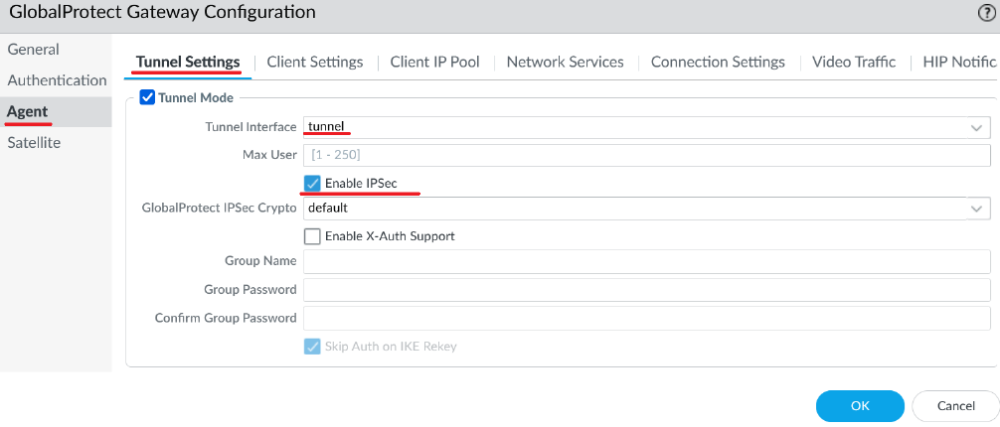 GlobalProtect Gateway Configuration
General
Authentication
Agent
Satellite
Tunnel Settings | Client Settings | Client IP Pool | Network Services | Connection Settings | Video Traffic | HIP Notific
Tunnel Mode
Tunnel Interface tunnel
Max User [1 - 250]
Enable IPSec
GlobalProtect IPSec Crypto default
Enable X-Auth Support
Group Name
Group Password
Confirm Group Password
Skip Auth on IKE Rekey
OK Cancel